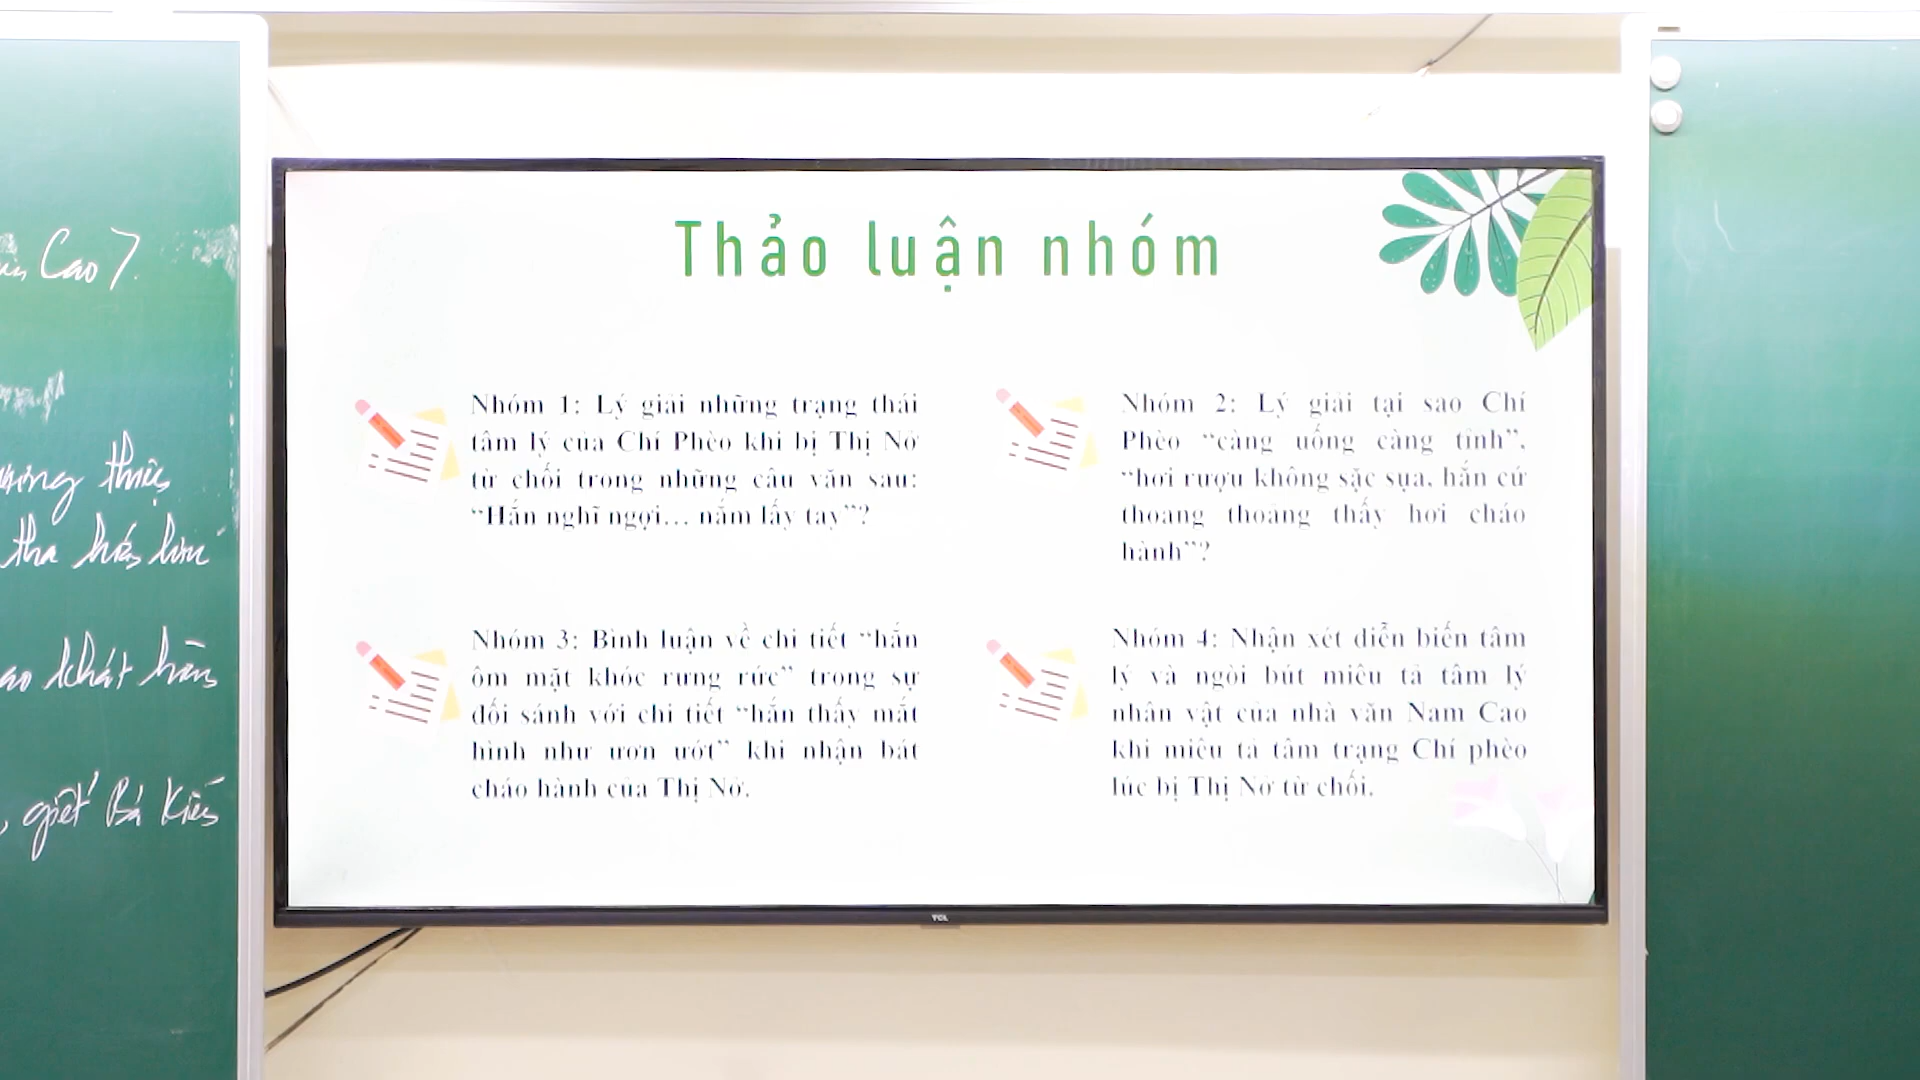 Cao 7
thức
tha hóa
khát
, giết Bá Kiến
Thảo luận nhóm
Nhóm 1: Lý giải những trạng thái
tâm lý của Chí Phèo khi bị Thị Nở
từ chối trong những câu văn sau:
“Hắn nghĩ ngợi... nắm lấy tay”?
Nhóm 2: Lý giải tại sao Chí
Phèo “càng uống càng tỉnh”,
“hơi rượu không sặc sụa, hắn cứ
thoang thoảng thấy hơi cháo
hành”?
Nhóm 3: Bình luận về chi tiết “hắn
ôm mặt khóc rưng rức” trong sự
đối sánh với chi tiết “hắn thấy mắt
hình như ươn ướt” khi nhận bát
cháo hành của Thị Nở.
Nhóm 4: Nhận xét diễn biến tâm
lý và ngòi bút miêu tả tâm lý
nhân vật của nhà văn Nam Cao
khi miêu tả tâm trạng Chí phèo
lúc bị Thị Nở từ chối.
TCL